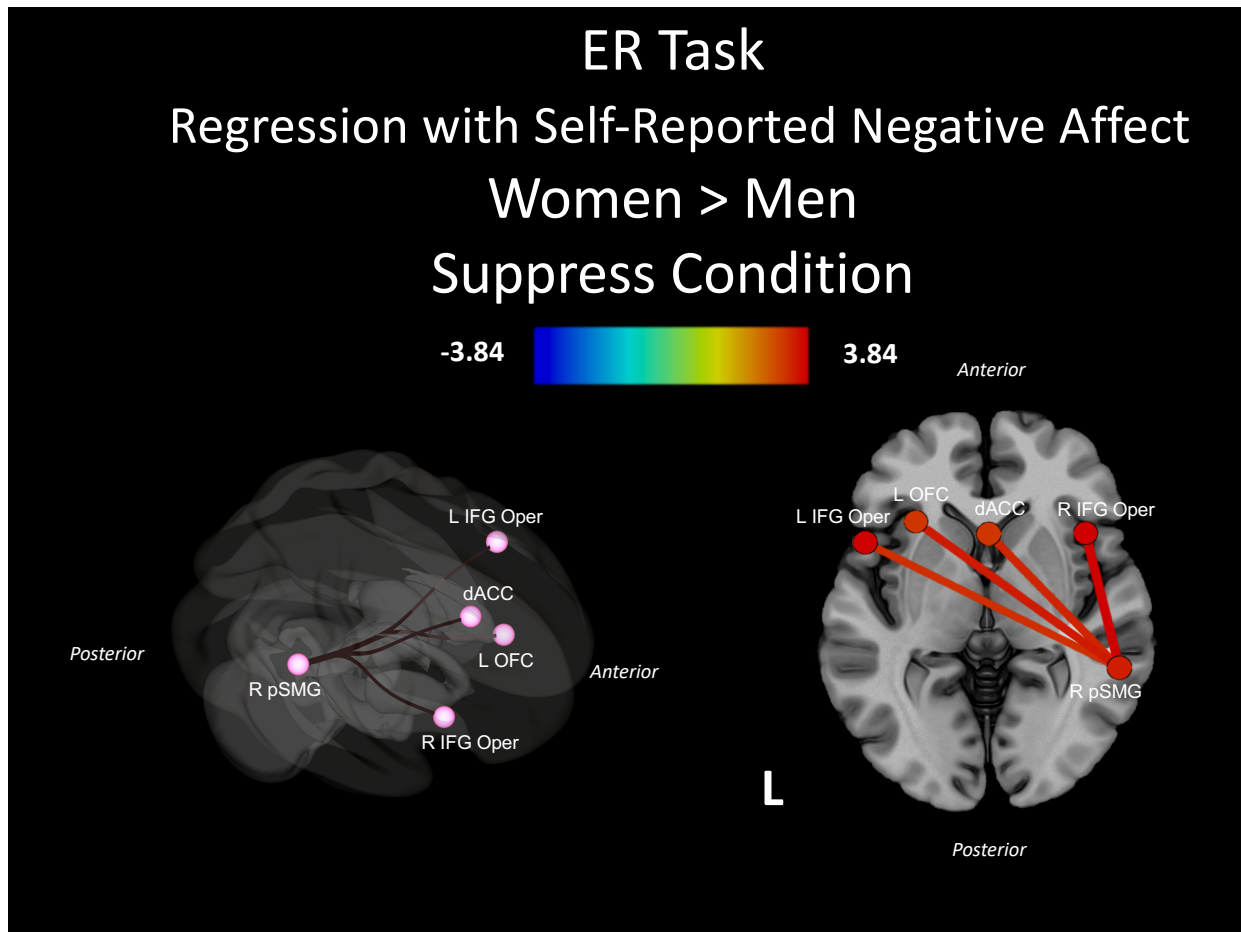 ER Task
Regression with Self-Reported Negative Affect
Women > Men
Suppress Condition
-3.84
3.84
Anterior
L IFG Oper
dACC
L OFC
R pSMG
R IFG Oper
Posterior
Anterior
L OFC
dACC
R IFG Oper
L IFG Oper
R pSMG
L
Posterior